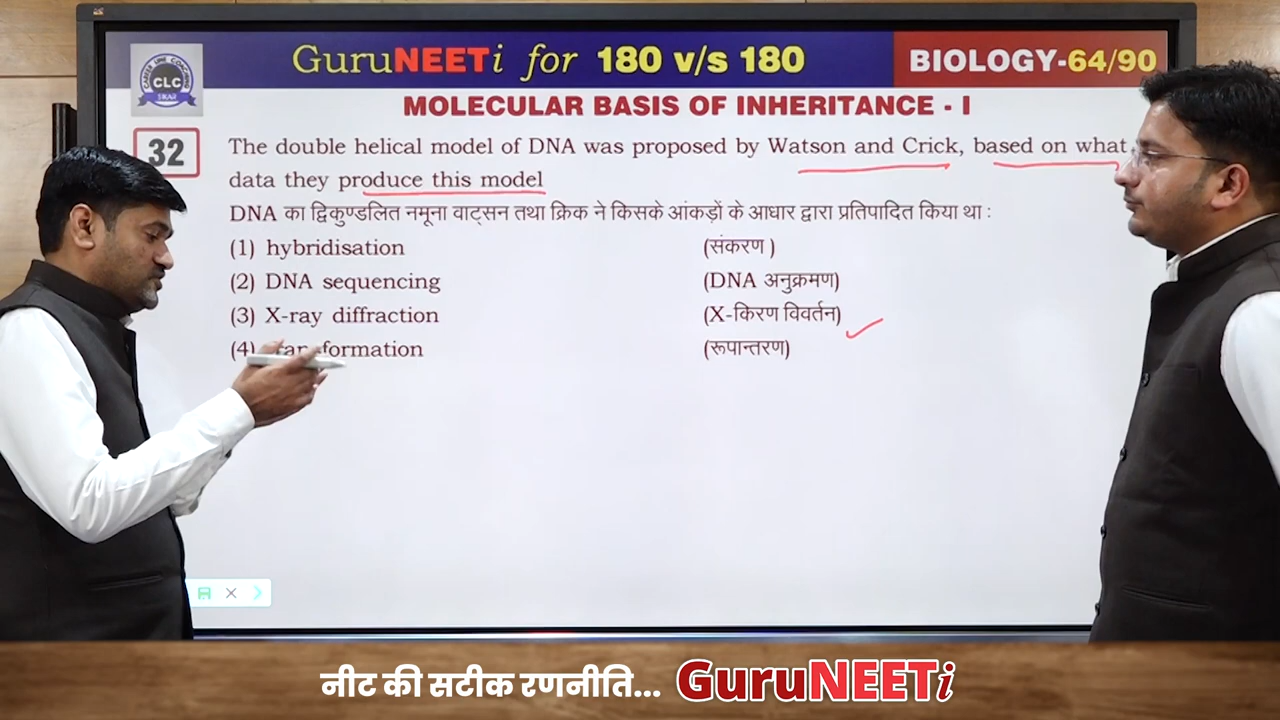 GuruNEETi for 180 v/s 180
BIOLOGY-64/90
CLC
SIKAR
MOLECULAR BASIS OF INHERITANCE - I
32
The double helical model of DNA was proposed by Watson and Crick, based on what
data they produce this model
DNA का द्विकुण्डलित नमूना वाट्सन तथा क्रिक ने किसके आंकड़ों के आधार द्वारा प्रतिपादित किया था :
(1) hybridisation (संकरण )
(2) DNA sequencing (DNA अनुक्रमण)
(3) X-ray diffraction (X-किरण विवर्तन)
(4) formation (रूपान्तरण)
नीट की सटीक रणनीति... GuruNEETi